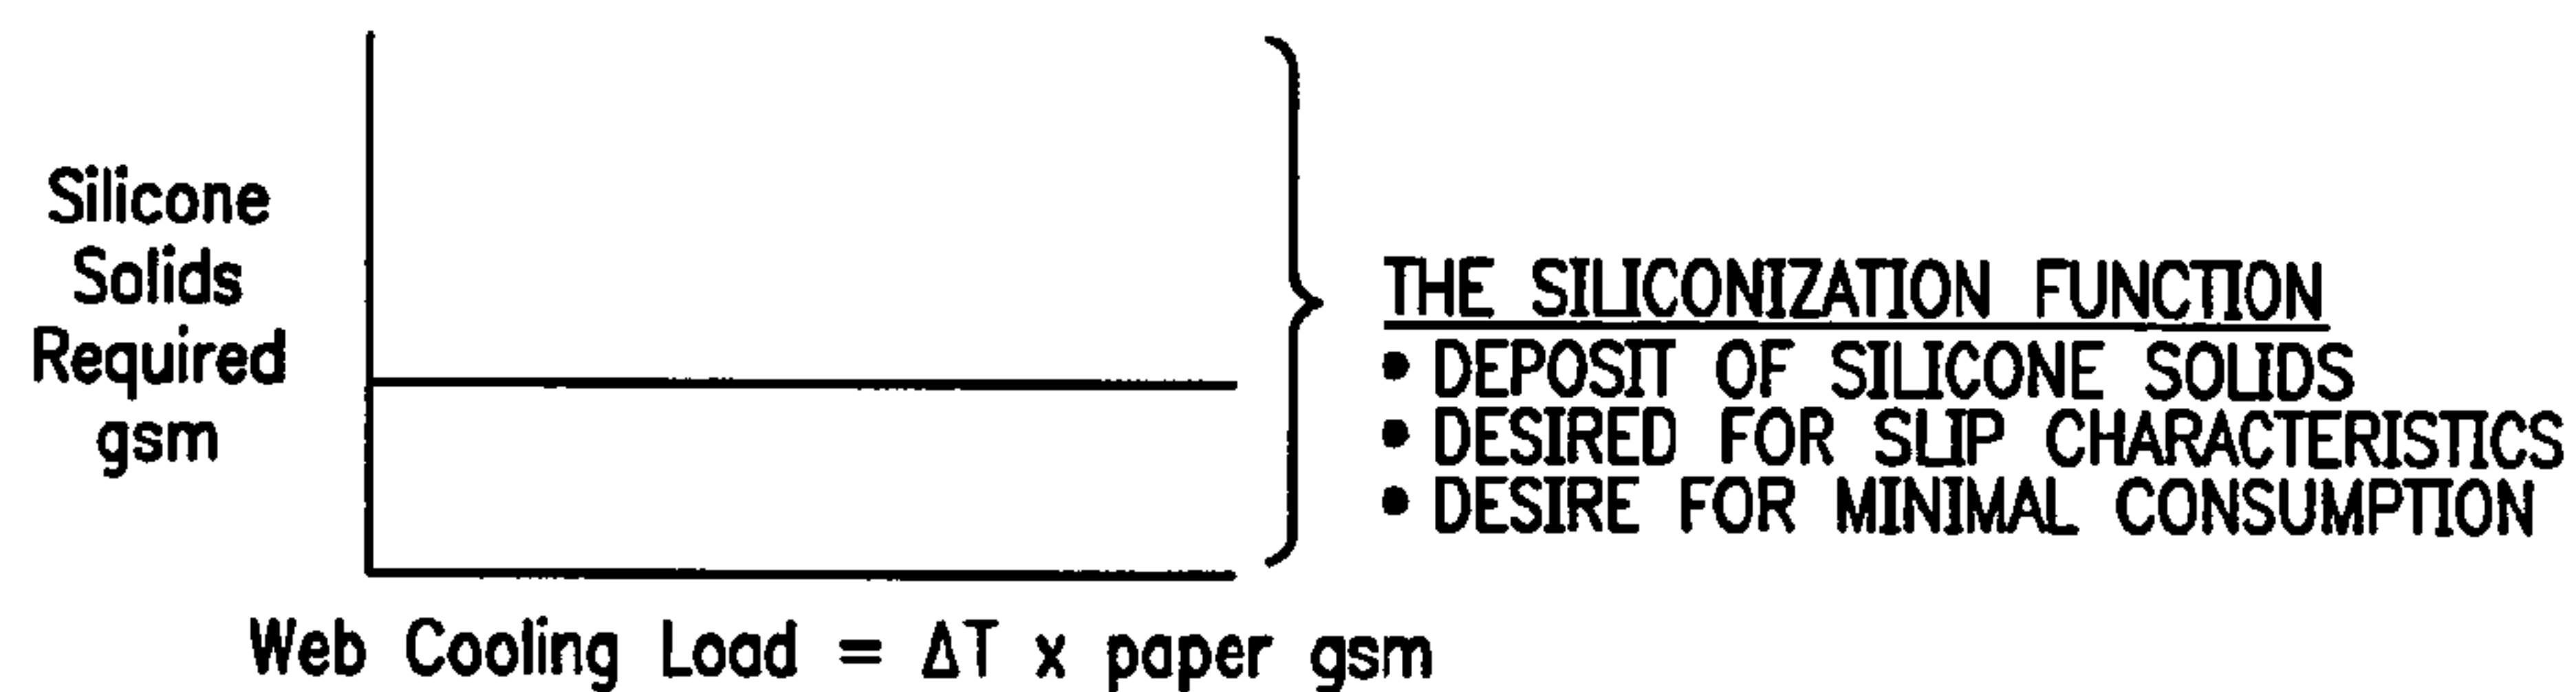 Silicone
Solids
Required
gsm
THE SILICONIZATION FUNCTION
• DEPOSIT OF SILICONE SOLIDS
• DESIRED FOR SLIP CHARACTERISTICS
• DESIRE FOR MINIMAL CONSUMPTION
Web Cooling Load = ΔT x paper gsm